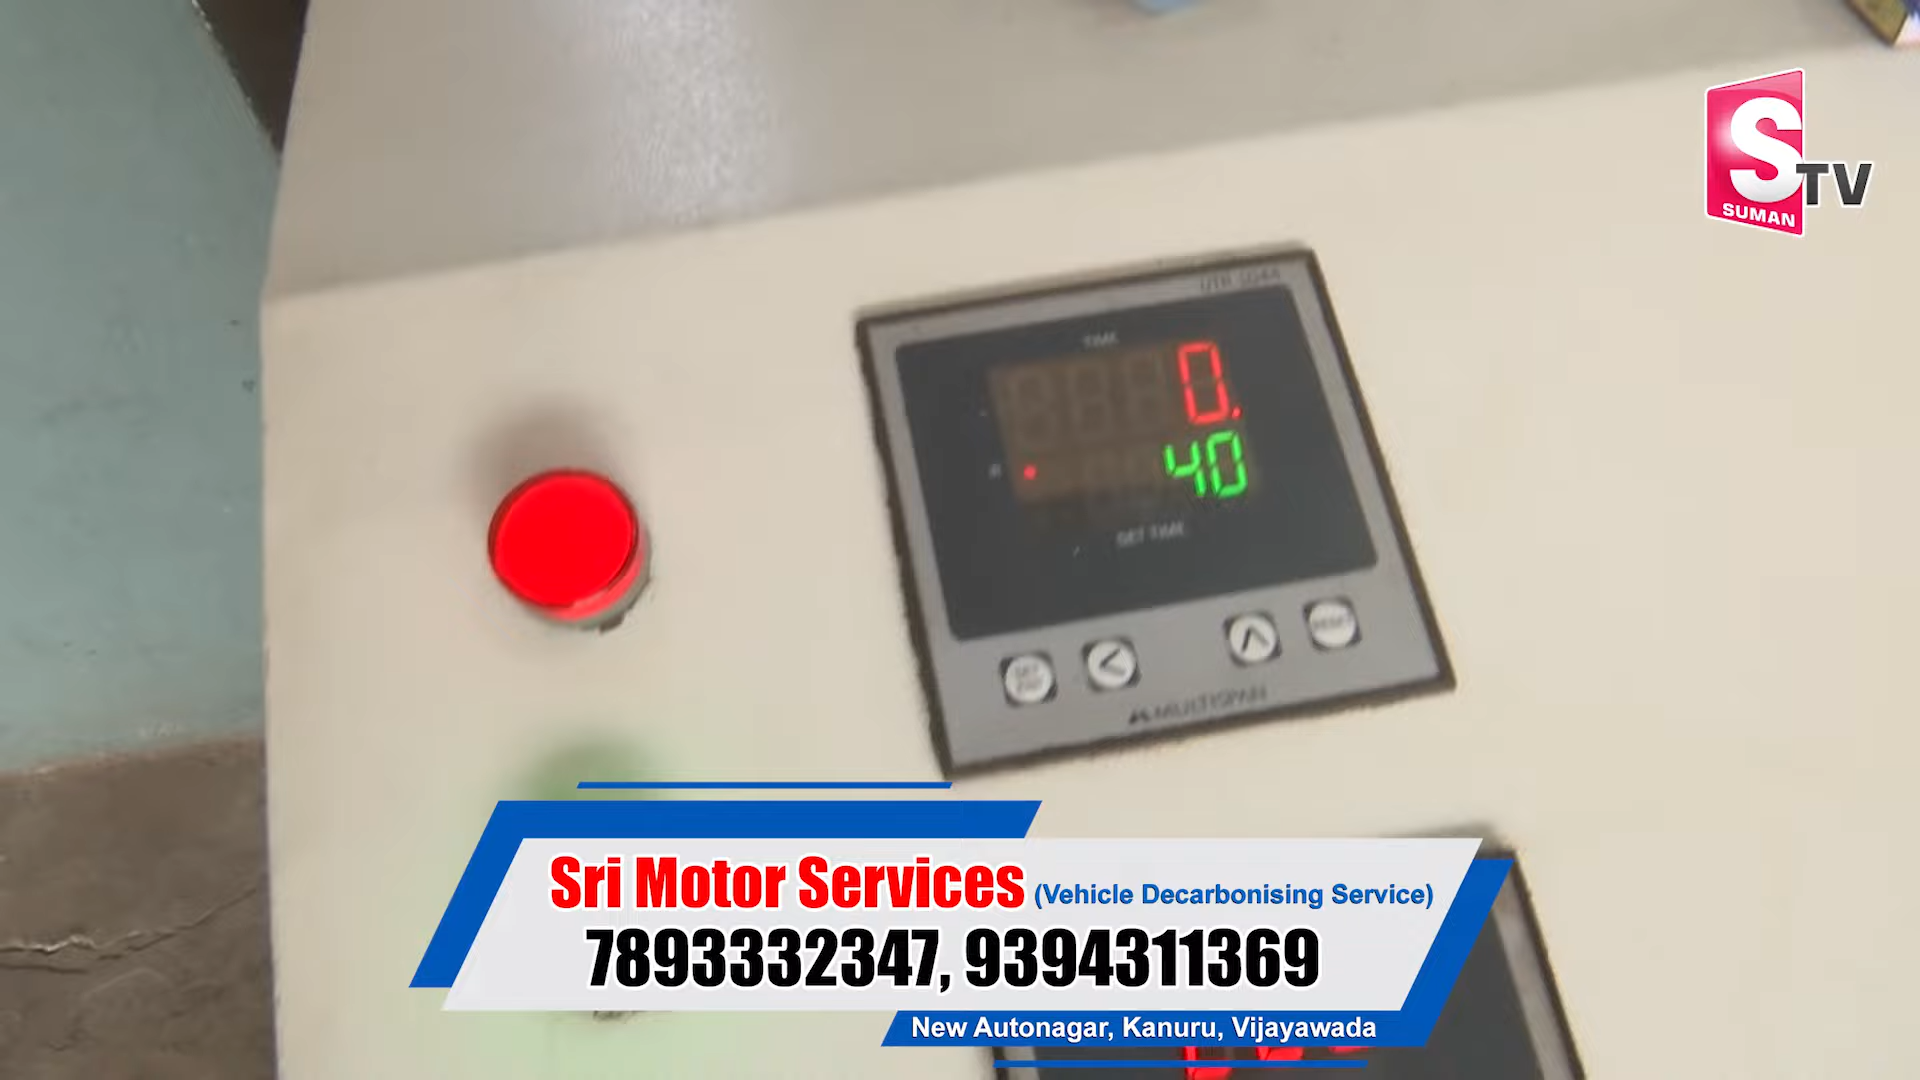 S
TV
SUMAN
TIME
0.
40
SET TIME
MULTISPAN
Sri Motor Services (Vehicle Decarbonising Service)
7893332347, 9394311369
New Autonagar, Kanuru, Vijayawada